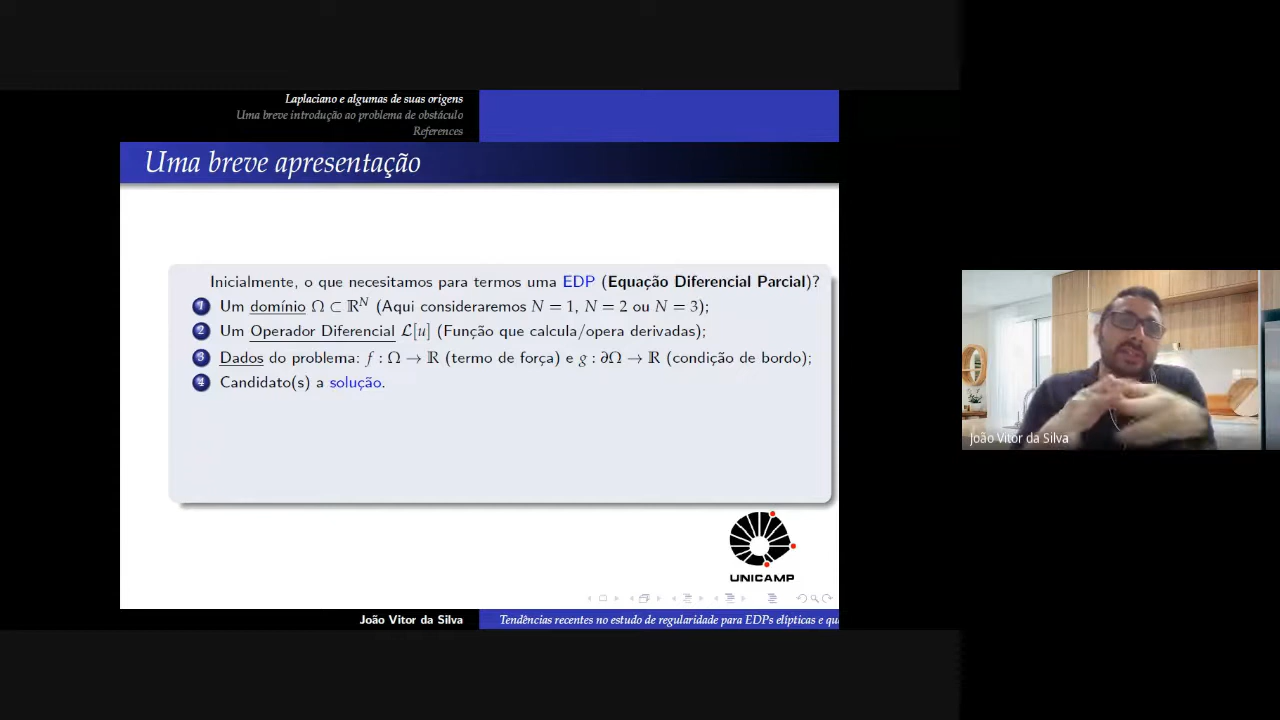 Laplaciano e algumas de suas origens
Uma breve introdução ao problema de obstáculo
References
Uma breve apresentação
Inicialmente, o que necesitamos para termos uma EDP (Equação Diferencial Parcial)?
1 Um domínio Ω ⊂ ℝ^N (Aqui consideraremos N = 1, N = 2 ou N = 3);
2 Um Operador Diferencial ℒ[u] (Função que calcula/opera derivadas);
3 Dados do problema: f : Ω → ℝ (termo de força) e g : ∂Ω → ℝ (condição de bordo);
4 Candidato(s) a solução.
UNICAMP
João Vitor da Silva
Tendências recentes no estudo de regularidade para EDPs elípticas e qu
João Vitor da Silva